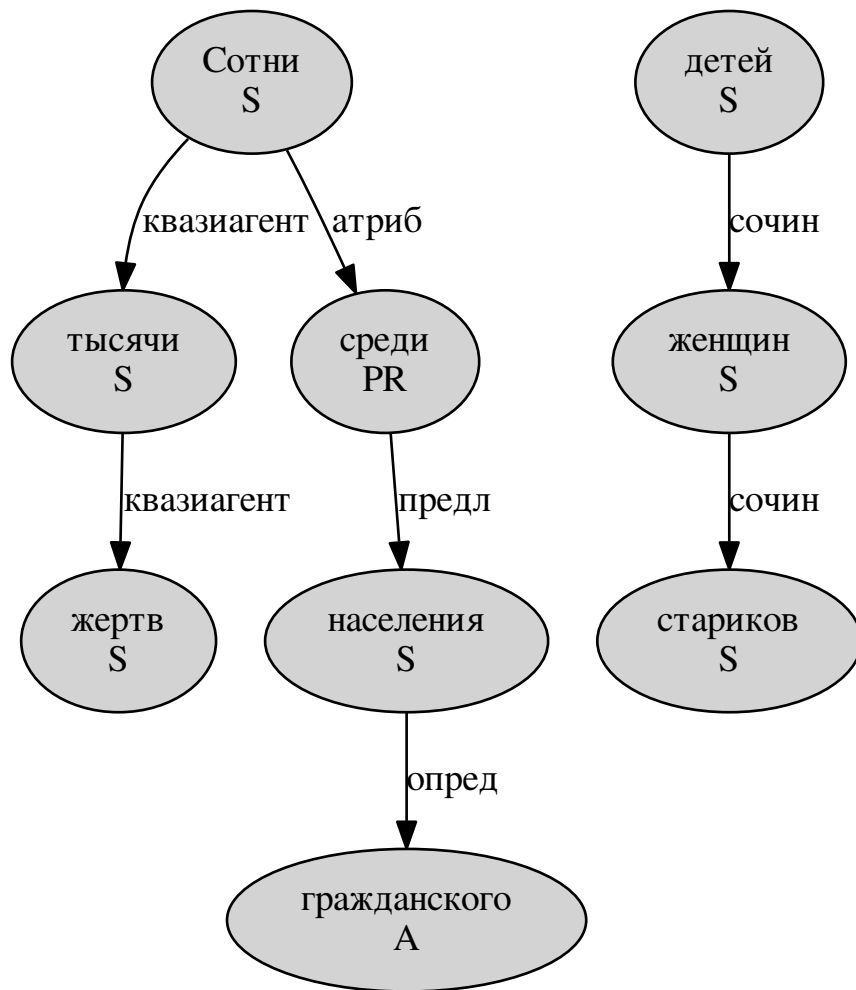 Сотни
S
детей
S
квазиагент
атриб
сочин
тысячи
S
среди
PR
женщин
S
квазиагент
предл
сочин
жертв
S
населения
S
стариков
S
опред
гражданского
A